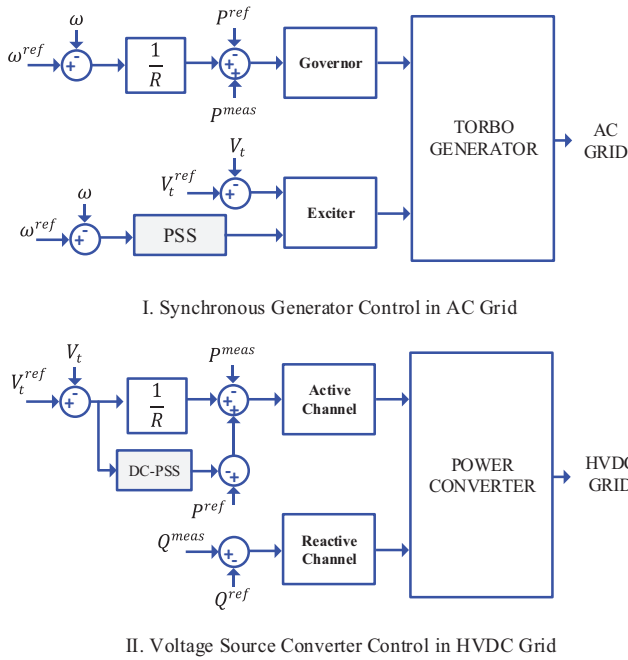 ω
P^{ref}
ω^{ref}
+
-
1
R
-
+
+
Governor
P^{meas}
TORBO
GENERATOR
AC
GRID
V_t
V_t^{ref}
+
-
ω
ω^{ref}
+
-
PSS
Exciter
I. Synchronous Generator Control in AC Grid
V_t
P^{meas}
V_t^{ref}
+
-
1
R
-
+
+
Active
Channel
DC-PSS
-
+
P^{ref}
POWER
CONVERTER
HVDC
GRID
Q^{meas}
+
-
Reactive
Channel
Q^{ref}
II. Voltage Source Converter Control in HVDC Grid